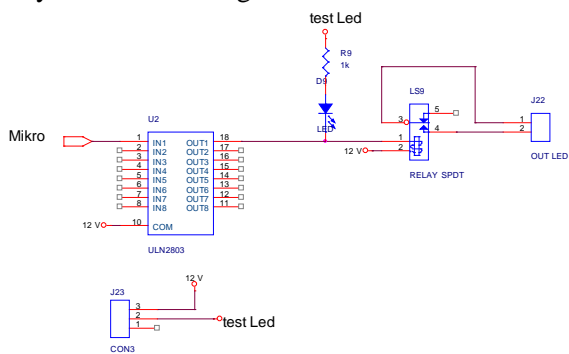 test Led
R9
1k
D9
LED
LS9
3
5
4
1
2
12 V
RELAY SPDT
J22
1
2
OUT LED
Mikro
U2
1 IN1 OUT1 18
2 IN2 OUT2 17
3 IN3 OUT3 16
4 IN4 OUT4 15
5 IN5 OUT5 14
6 IN6 OUT6 13
7 IN7 OUT7 12
8 IN8 OUT8 11
12 V 10 COM
ULN2803
12 V
J23
3
2
1
test Led
CON3